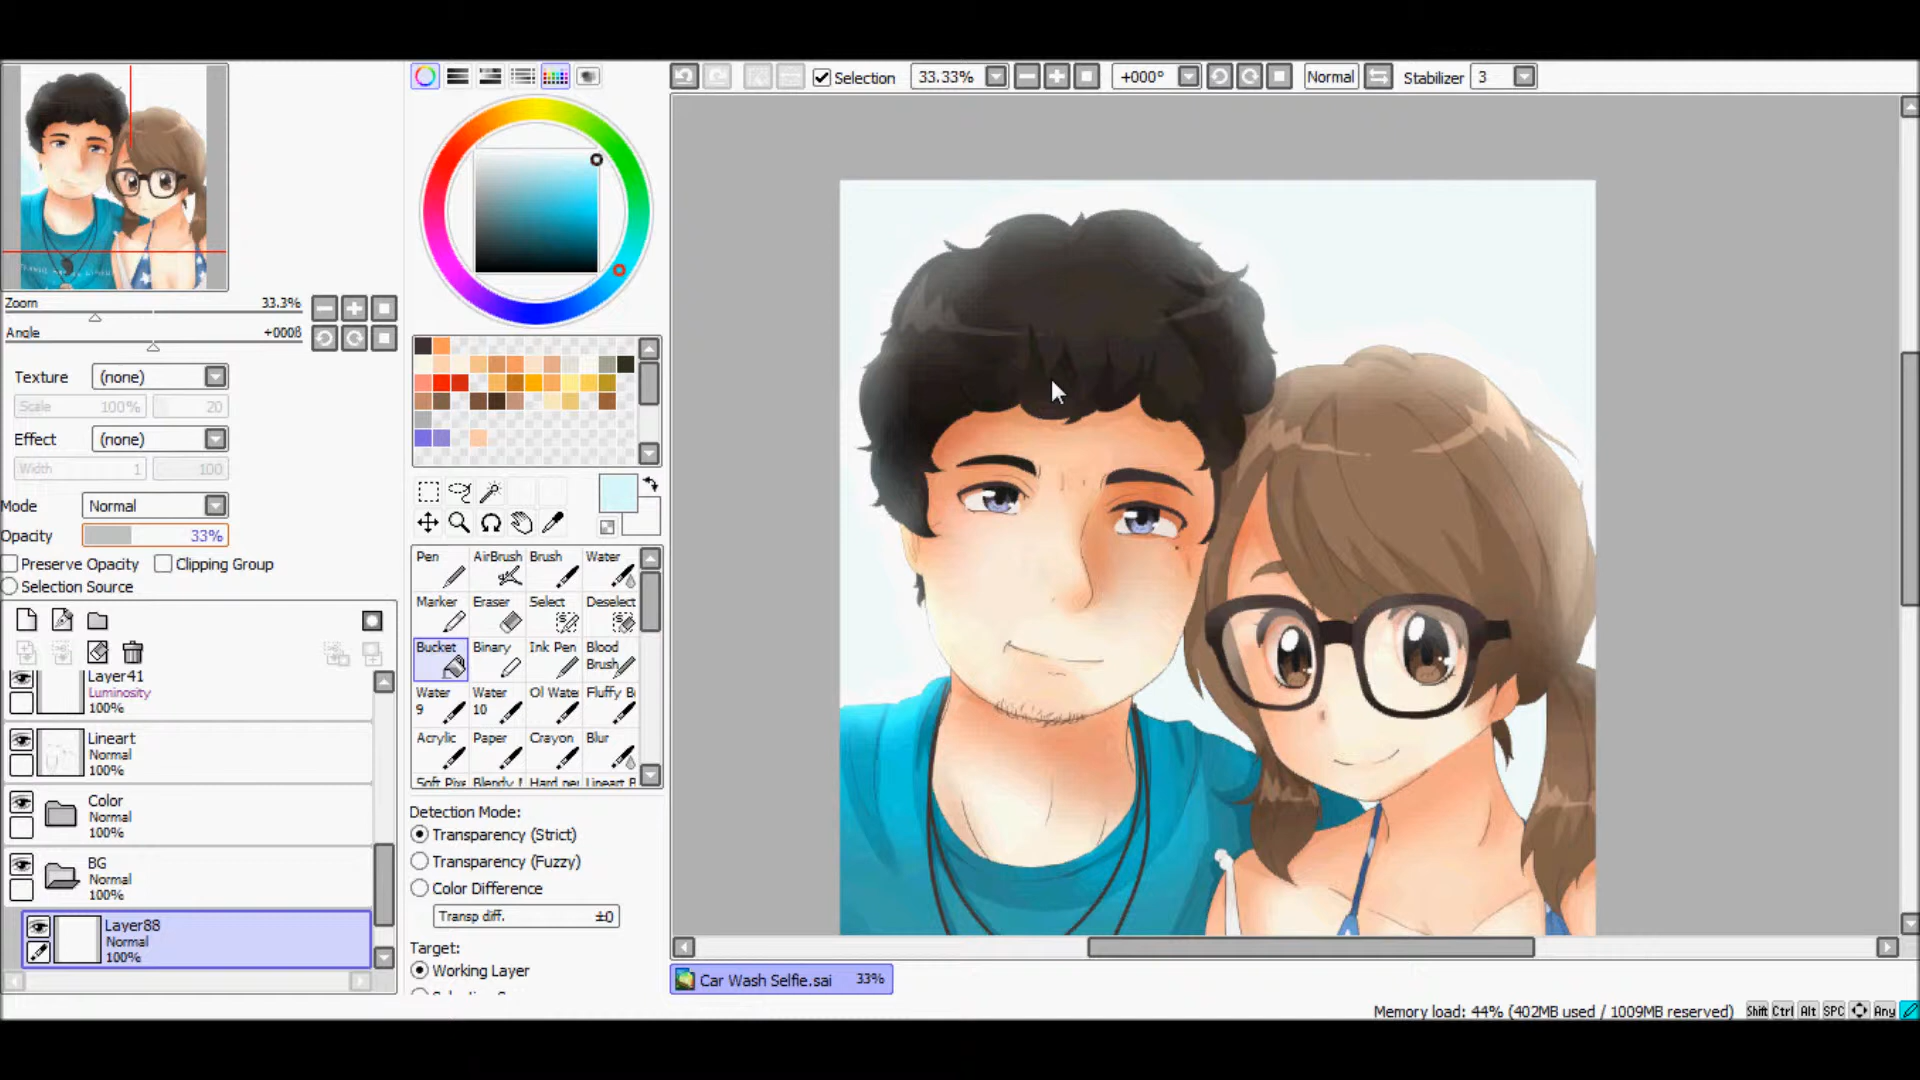 Selection
33.33%
+000°
Normal
Stabilizer 3
Zoom 33.3%
Angle +0008
Texture (none)
Scale 100% 20
Effect (none)
Width 1 100
Mode Normal
Opacity 33%
Preserve Opacity Clipping Group
Selection Source
Layer41
Luminosity
100%
Lineart
Normal
100%
Color
Normal
100%
BG
Normal
100%
Layer88
Normal
100%
Pen AirBrush Brush Water
Marker Eraser Select Deselect
Bucket Binary Ink Pen Blood
Brush
Water Water Ol Wate Fluffy B
9 10
Acrylic Paper Crayon Blur
Detection Mode:
Transparency (Strict)
Transparency (Fuzzy)
Color Difference
Transp diff. ±0
Target:
Working Layer
Car Wash Selfie.sai 33%
Memory load: 44% (402MB used / 1009MB reserved) Shift Ctrl Alt SPC Any